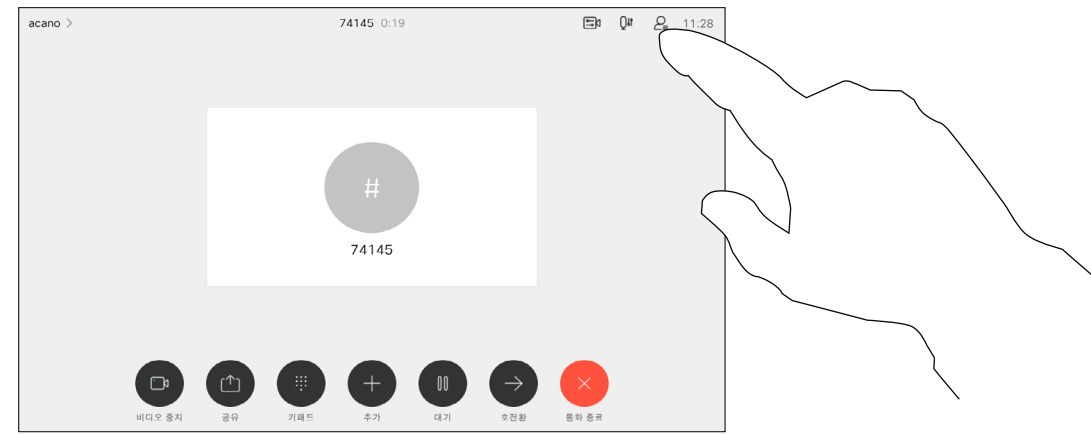 acano >
74145 0:19
11:28
#
74145
비디오 중지
공유
키패드
추가
대기
호전환
통화 종료